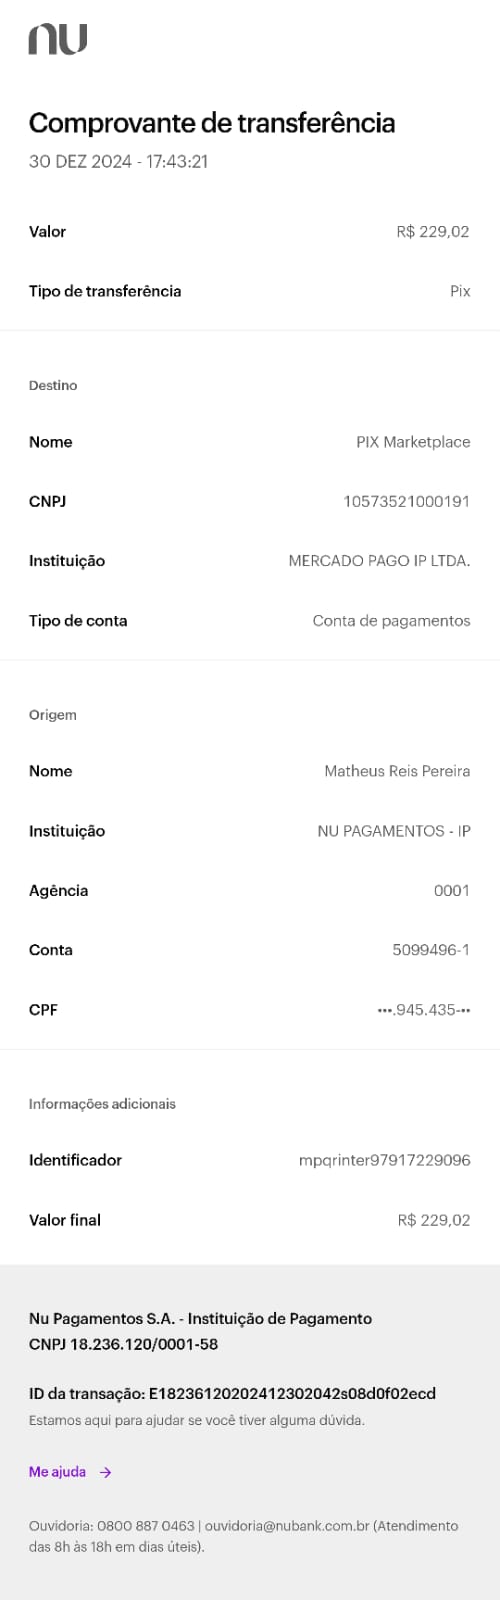 nu
Comprovante de transferência
30 DEZ 2024 - 17:43:21
Valor R$ 229,02
Tipo de transferência Pix
Destino
Nome PIX Marketplace
CNPJ 10573521000191
Instituição MERCADO PAGO IP LTDA.
Tipo de conta Conta de pagamentos
Origem
Nome Matheus Reis Pereira
Instituição NU PAGAMENTOS - IP
Agência 0001
Conta 5099496-1
CPF •••.945.435-••
Informações adicionais
Identificador mpqrinter97917229096
Valor final R$ 229,02
Nu Pagamentos S.A. - Instituição de Pagamento
CNPJ 18.236.120/0001-58
ID da transação: E18236120202412302042s08d0f02ecd
Estamos aqui para ajudar se você tiver alguma dúvida.
Me ajuda →
Ouvidoria: 0800 887 0463 | ouvidoria@nubank.com.br (Atendimento
das 8h às 18h em dias úteis).